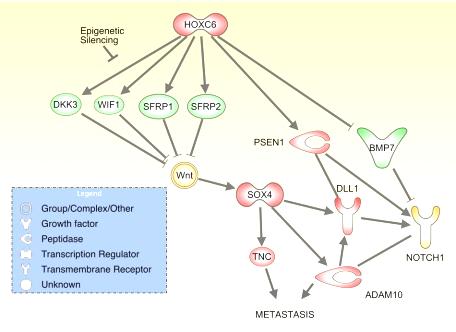 HOXC6
Epigenetic
Silencing
DKK3
WIF1
SFRP1
SFRP2
PSEN1
BMP7
Wnt
SOX4
DLL1
NOTCH1
TNC
ADAM10
METASTASIS
Legend
Group/Complex/Other
Growth factor
Peptidase
Transcription Regulator
Transmembrane Receptor
Unknown